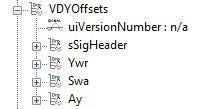 VDYOffsets
uiVersionNumber : n/a
sSigHeader
Ywr
Swa
Ay